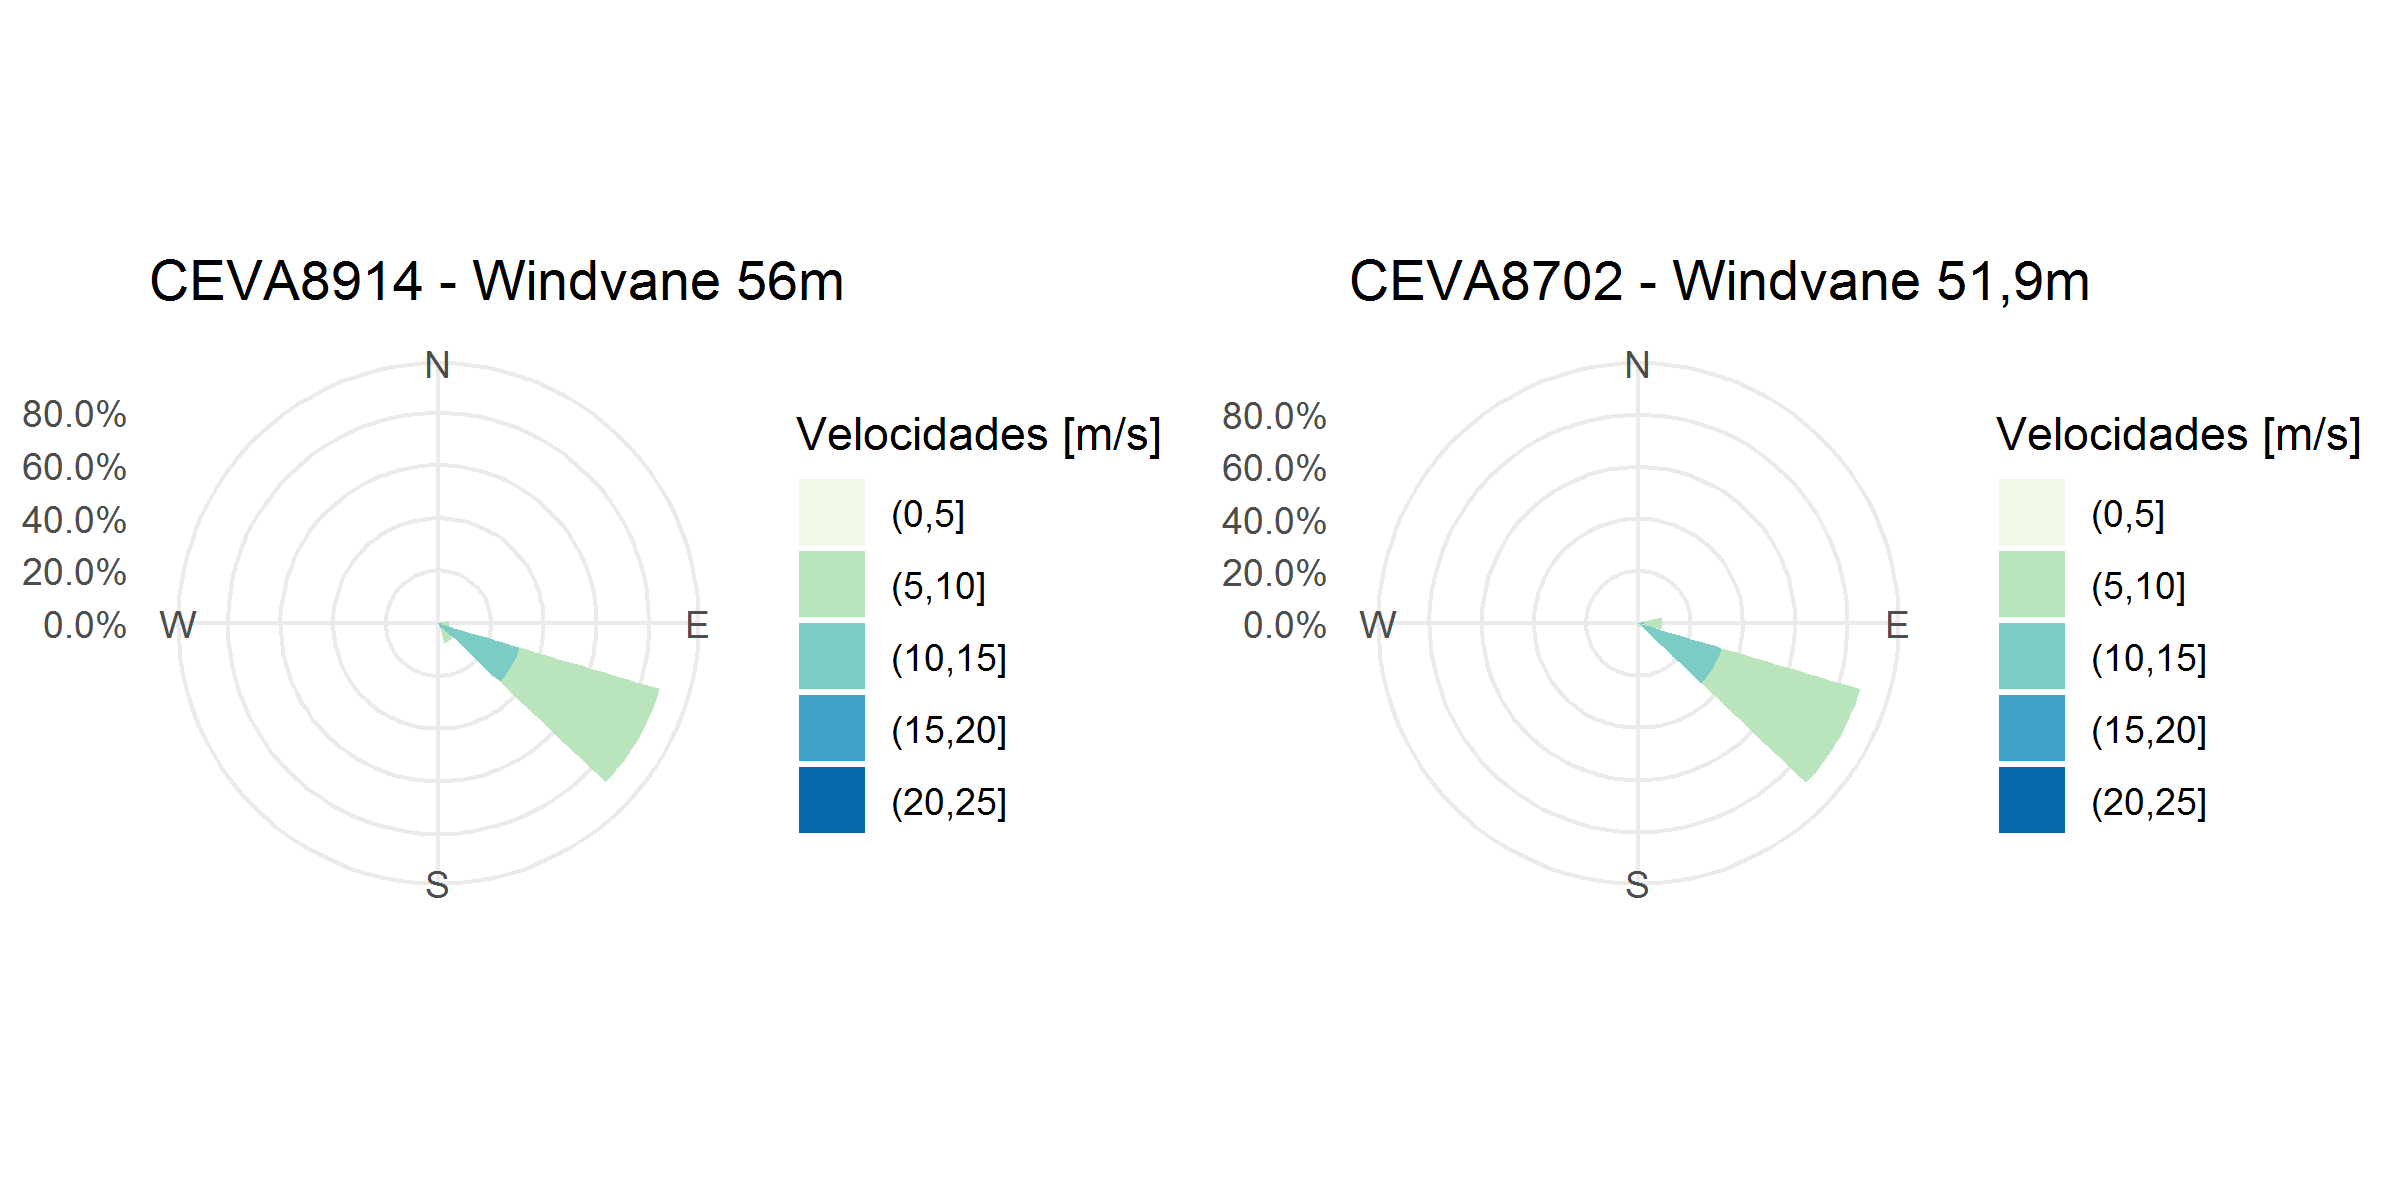 CEVA8914 - Windvane 56m
N
80.0%
60.0%
40.0%
20.0%
0.0%
W
E
S
Velocidades [m/s]
(0,5]
(5,10]
(10,15]
(15,20]
(20,25]
CEVA8702 - Windvane 51,9m
N
80.0%
60.0%
40.0%
20.0%
0.0%
W
E
S
Velocidades [m/s]
(0,5]
(5,10]
(10,15]
(15,20]
(20,25]